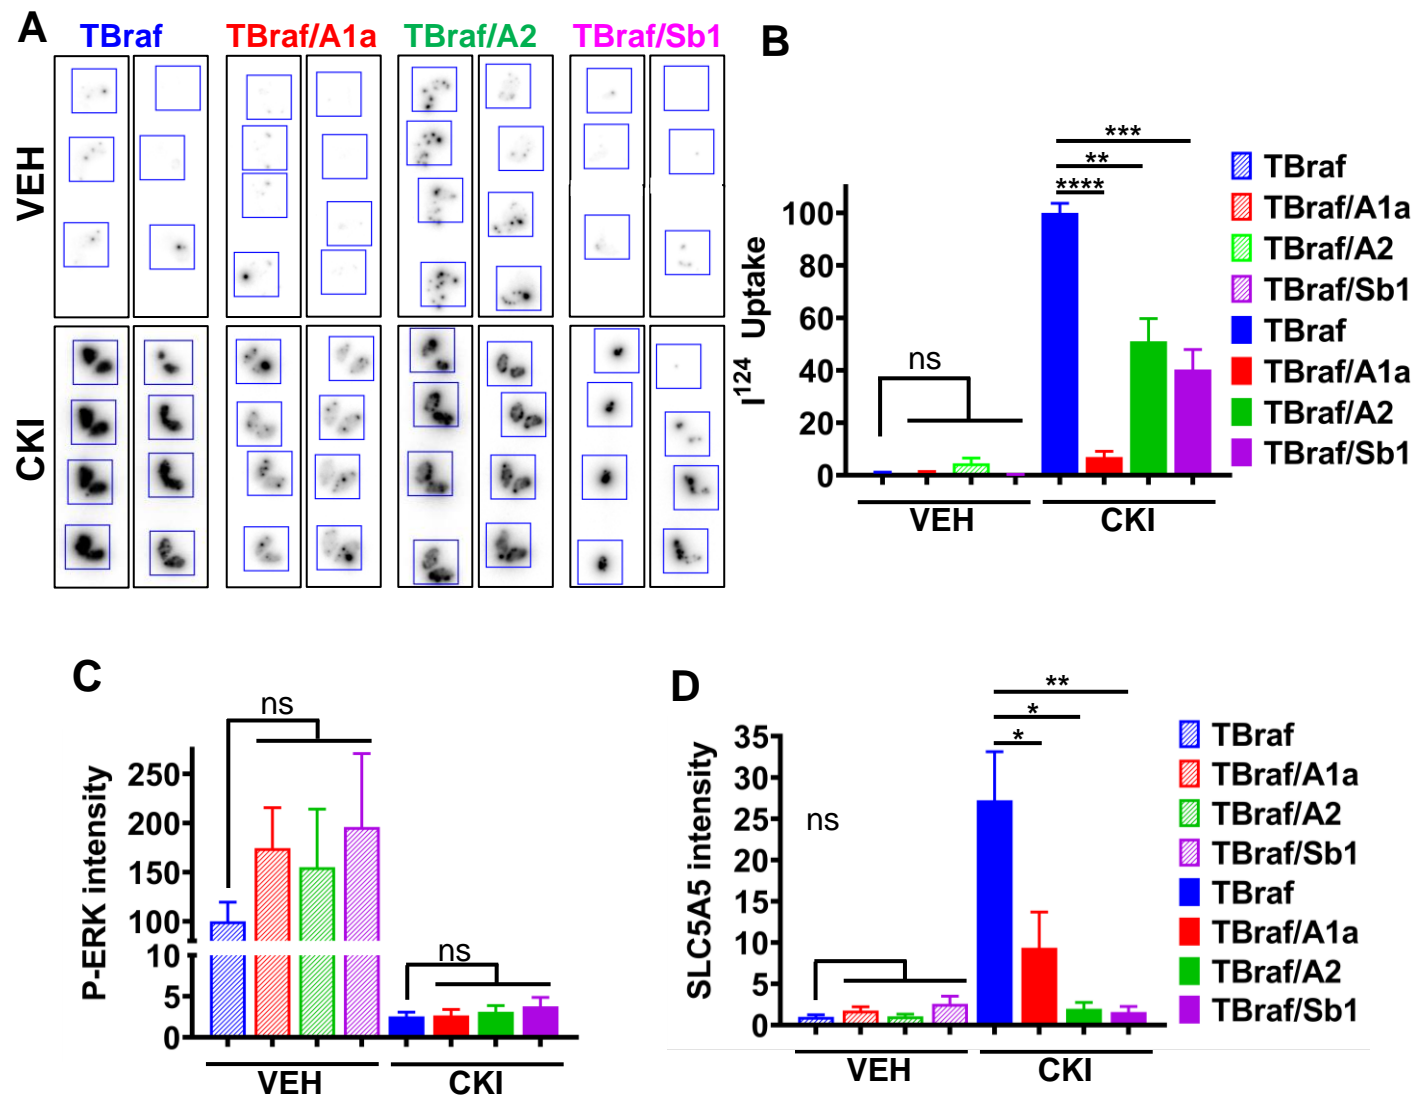 A
TBraf TBraf/A1a TBraf/A2 TBraf/Sb1
VEH
CKI
B
I124 Uptake
100
80
60
40
20
0
ns
***
**
****
VEH CKI
TBraf
TBraf/A1a
TBraf/A2
TBraf/Sb1
TBraf
TBraf/A1a
TBraf/A2
TBraf/Sb1
C
P-ERK intensity
250
200
150
100
10
5
0
ns
ns
VEH CKI
D
SLC5A5 intensity
35
30
25
20
15
10
5
0
ns
**
*
*
VEH CKI
TBraf
TBraf/A1a
TBraf/A2
TBraf/Sb1
TBraf
TBraf/A1a
TBraf/A2
TBraf/Sb1